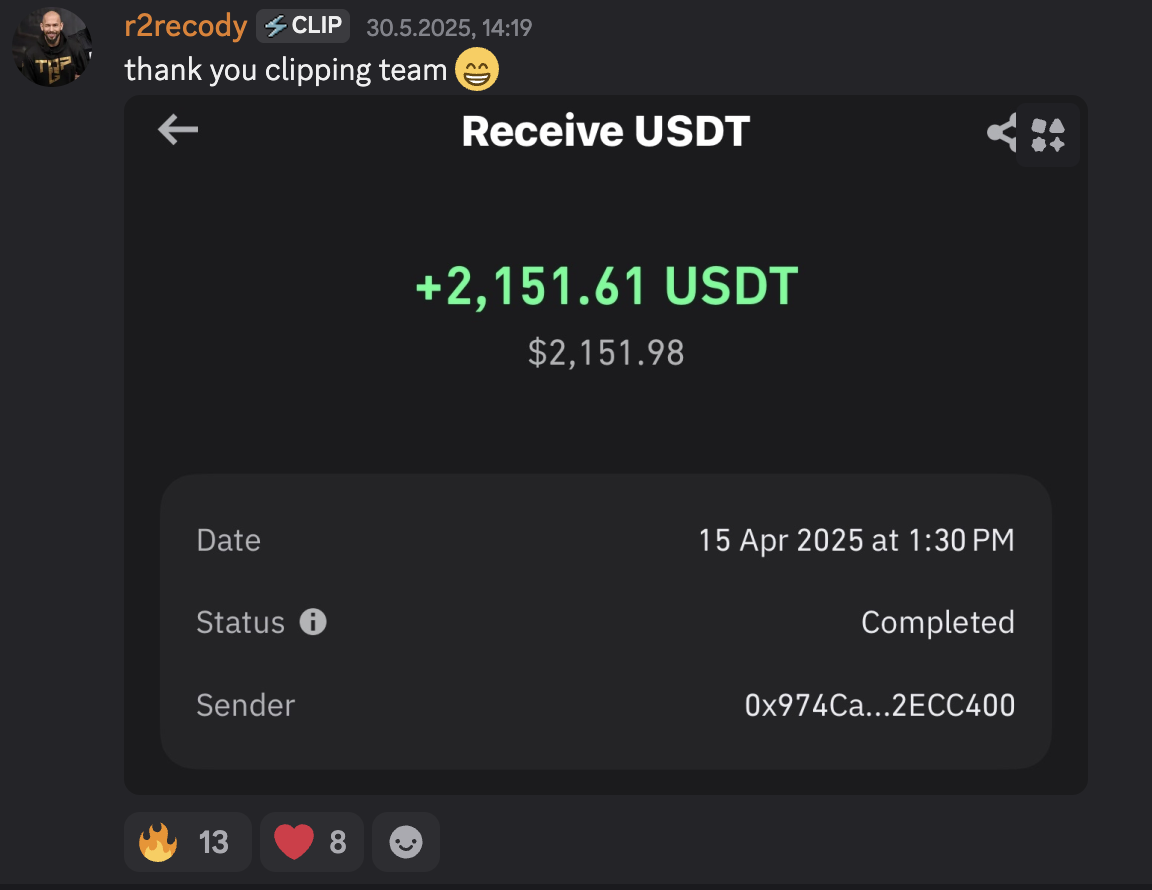 r2recody CLIP 30.5.2025, 14:19
thank you clipping team
Receive USDT
+2,151.61 USDT
$2,151.98
Date 15 Apr 2025 at 1:30 PM
Status Completed
Sender 0x974Ca...2ECC400
13 8